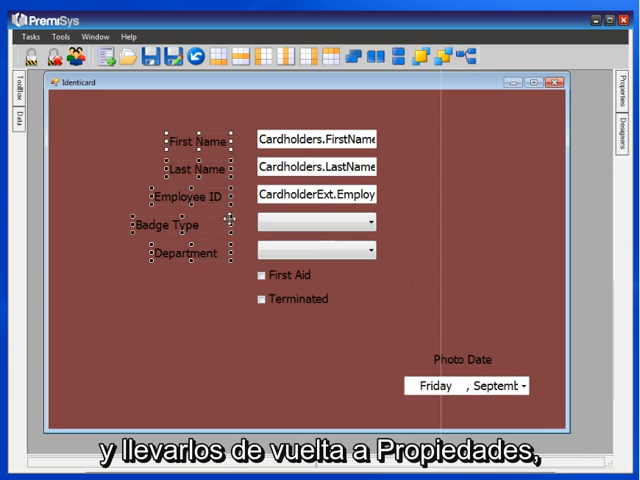 PremiSys
Tasks Tools Window Help
ToolBox
Data
Identicard
Properties
Designers
First Name
Cardholders.FirstName
Last Name
Cardholders.LastName
Employee ID
CardholderExt.Employ
Badge Type
Department
First Aid
Terminated
Photo Date
Friday , Septemb
y llevarlos de vuelta a Propiedades,